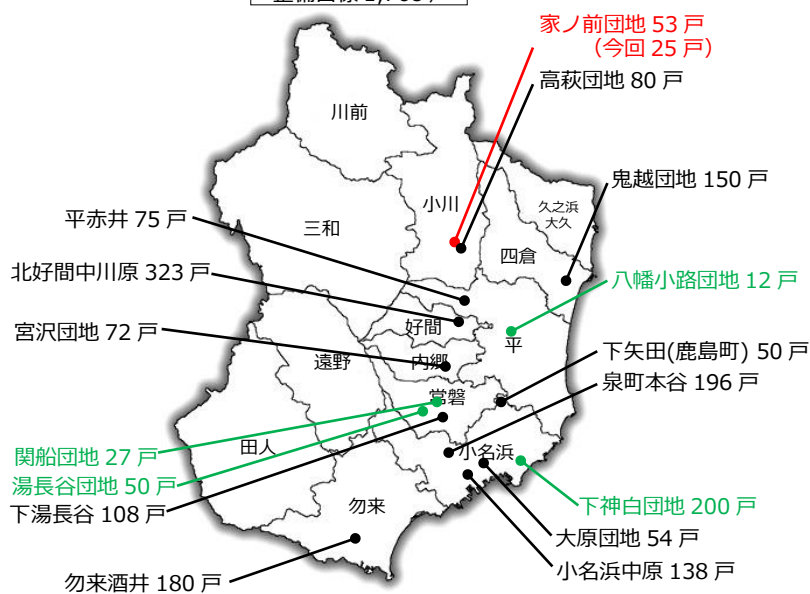 家ノ前団地 53 戸
（今回 25 戸）
高萩団地 80 戸
川前
鬼越団地 150 戸
小川
久之浜
大久
平赤井 75 戸
三和
四倉
北好間中川原 323 戸
八幡小路団地 12 戸
好間
平
宮沢団地 72 戸
遠野
内郷
下矢田(鹿島町) 50 戸
泉町本谷 196 戸
常磐
関船団地 27 戸
田人
小名浜
湯長谷団地 50 戸
下神白団地 200 戸
下湯長谷 108 戸
勿来
大原団地 54 戸
小名浜中原 138 戸
勿来酒井 180 戸